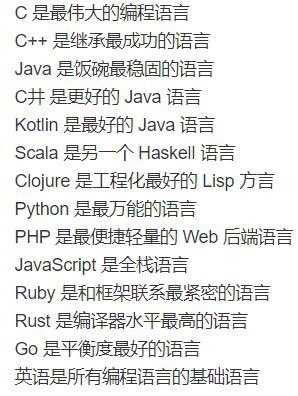 C 是最伟大的编程语言
C++ 是继承最成功的语言
Java 是饭碗最稳固的语言
C井 是更好的 Java 语言
Kotlin 是最好的 Java 语言
Scala 是另一个 Haskell 语言
Clojure 是工程化最好的 Lisp 方言
Python 是最万能的语言
PHP 是最便捷轻量的 Web 后端语言
JavaScript 是全栈语言
Ruby 是和框架联系最紧密的语言
Rust 是编译器水平最高的语言
Go 是平衡度最好的语言
英语是所有编程语言的基础语言